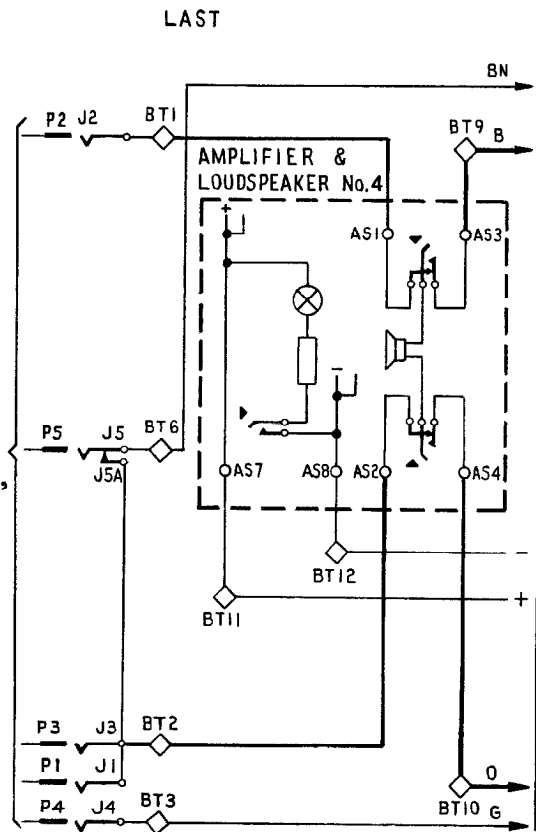 LAST
BN
P2 J2 BT1
BT9 B
AMPLIFIER &
LOUDSPEAKER No.4
+
AS1 AS3
−
P5 J5 BT6
J5A
AS7 AS8 AS2 AS4
,
BT12 −
BT11 +
P3 J3 BT2
P1 J1
O
P4 J4 BT3 BT10 G